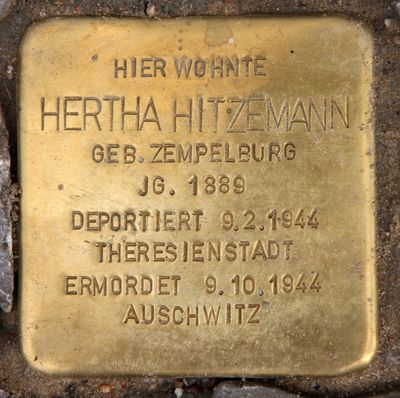 HIER WOHNTE
HERTHA HITZEMANN
GEB. ZEMPELBURG
JG. 1889
DEPORTIERT 9.2.1944
THERESIENSTADT
ERMORDET 9.10.1944
AUSCHWITZ